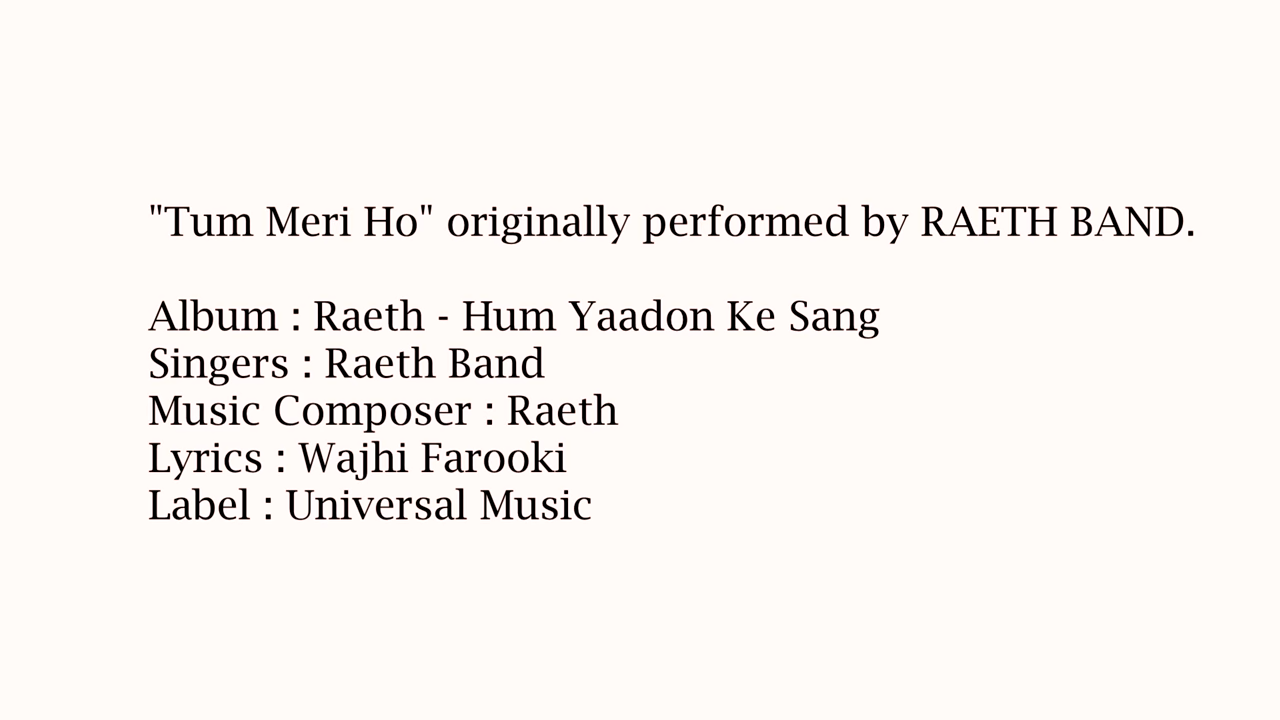 "Tum Meri Ho" originally performed by RAETH BAND.
Album : Raeth - Hum Yaadon Ke Sang
Singers : Raeth Band
Music Composer : Raeth
Lyrics : Wajhi Farooki
Label : Universal Music